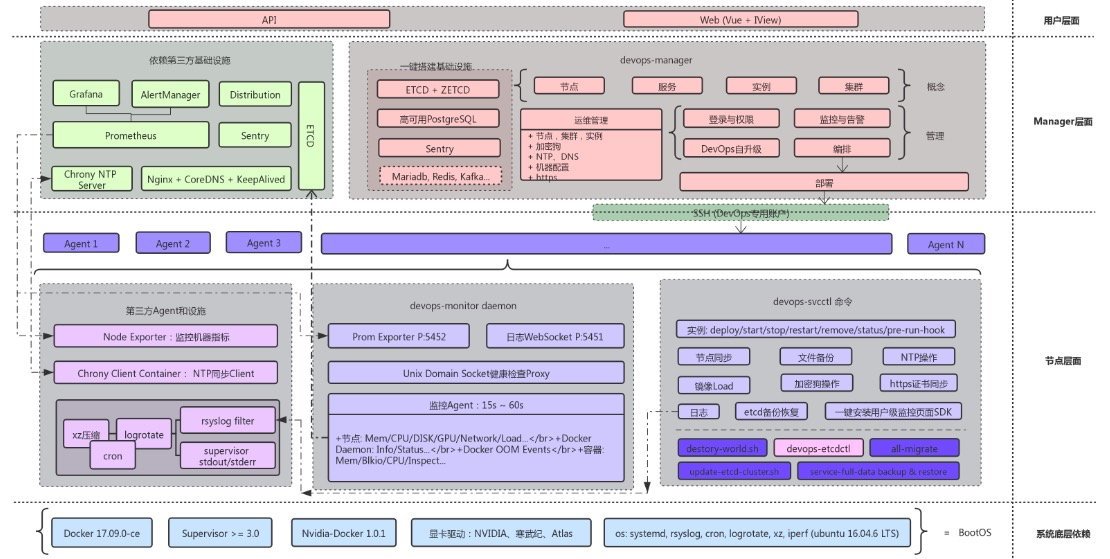 API
Web (Vue + IView)
用户层面
依赖第三方基础设施
Grafana
AlertManager
Distribution
Prometheus
Sentry
Chrony NTP
Server
Nginx + CoreDNS + KeepAlived
ETCD
devops-manager
一键搭建基础设施
ETCD + ZETCD
高可用PostgreSQL
Sentry
Mariadb, Redis, Kafka...
节点
服务
实例
集群
概念
运维管理
+ 节点，集群，实例
+ 加密狗
+ NTP、DNS
+ 机器配置
+ https
登录与权限
监控与告警
DevOps自升级
编排
管理
部署
Manager层面
SSH (DevOps专用账户)
Agent 1
Agent 2
Agent 3
...
Agent N
第三方Agent和设施
Node Exporter：监控机器指标
Chrony Client Container： NTP同步Client
xz压缩
logrotate
cron
rsyslog filter
supervisor
stdout/stderr
devops-monitor daemon
Prom Exporter P:5452
日志WebSocket P:5451
Unix Domain Socket健康检查Proxy
监控Agent：15s ~ 60s
+节点: Mem/CPU/DISK/GPU/Network/Load...</br>+Docker
Daemon: Info/Status...</br>+Docker OOM Events</br>+容器:
Mem/Blkio/CPU/Inspect...
devops-svcctl 命令
实例: deploy/start/stop/restart/remove/status/pre-run-hook
节点同步
文件备份
NTP操作
镜像Load
加密狗操作
https证书同步
日志
etcd备份恢复
一键安装用户级监控页面SDK
destory-world.sh
devops-etcdctl
all-migrate
update-etcd-cluster.sh
service-full-data backup & restore
节点层面
Docker 17.09.0-ce
Supervisor >= 3.0
Nvidia-Docker 1.0.1
显卡驱动：NVIDIA、寒武纪、Atlas
os: systemd, rsyslog, cron, logrotate, xz, iperf (ubuntu 16.04.6 LTS)
= BootOS
系统底层依赖